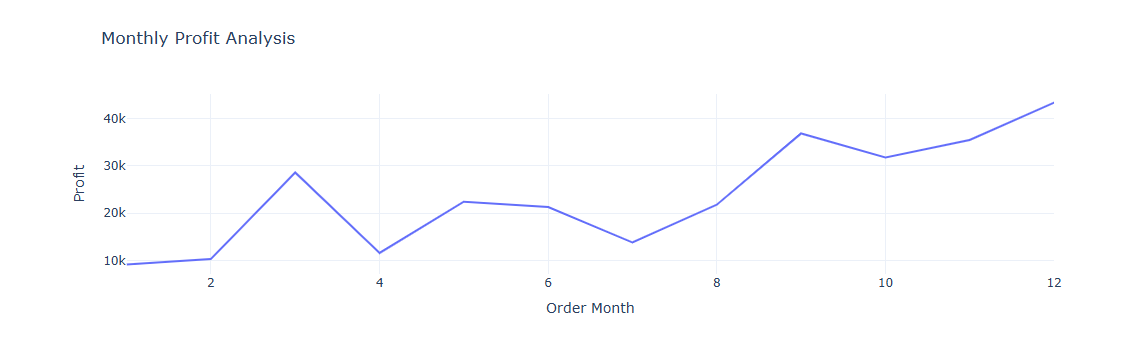 Monthly Profit Analysis
40k
30k
20k
10k
Profit
2 4 6 8 10 12
Order Month